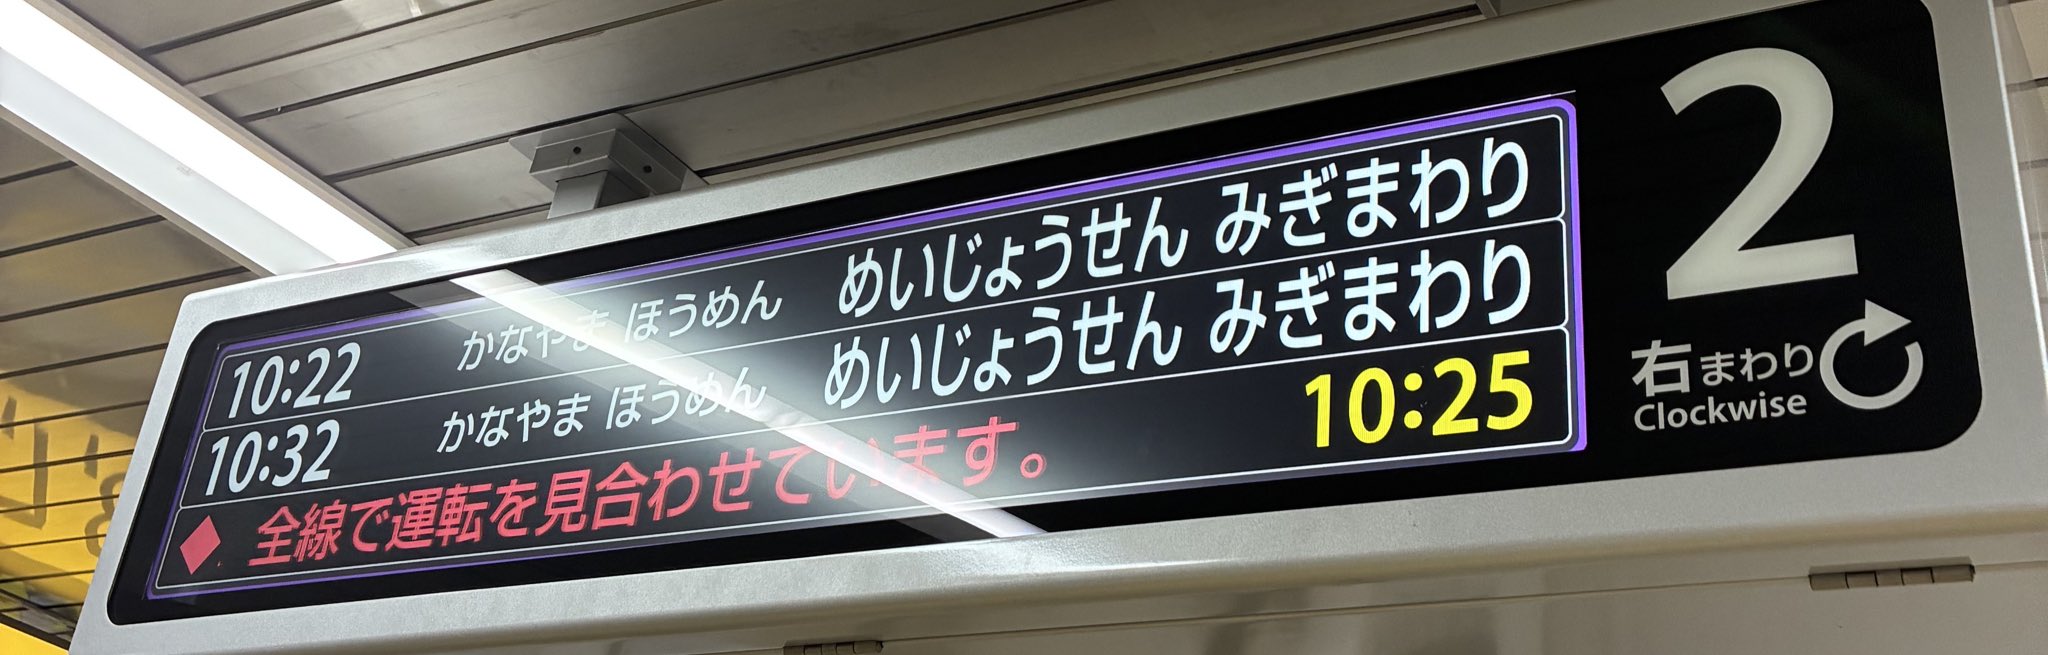 10:22 かなやま ほうめん めいじょうせん みぎまわり
10:32 かなやま ほうめん めいじょうせん みぎまわり
◆ 全線で運転を見合わせています。 10:25
2
右まわり
Clockwise